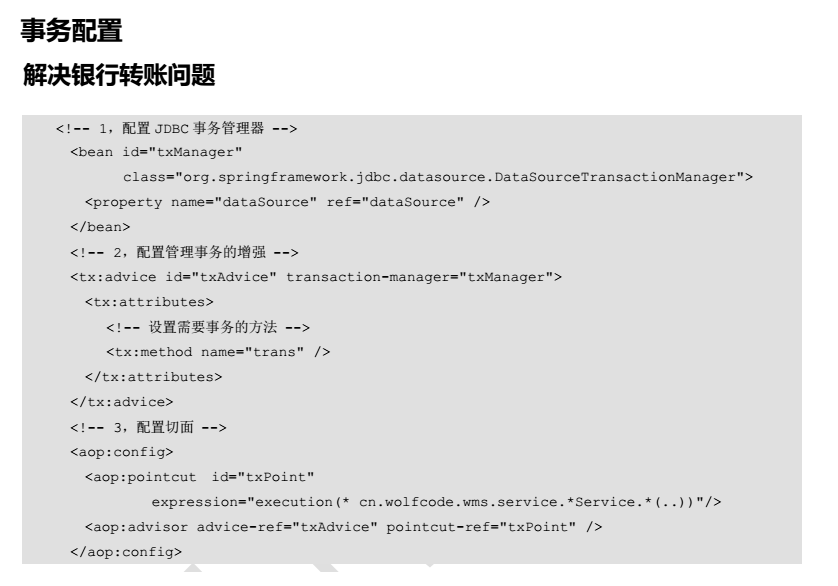 事务配置
解决银行转账问题
<!-- 1，配置 JDBC 事务管理器 -->
<bean id="txManager"
class="org.springframework.jdbc.datasource.DataSourceTransactionManager">
<property name="dataSource" ref="dataSource" />
</bean>
<!-- 2，配置管理事务的增强 -->
<tx:advice id="txAdvice" transaction-manager="txManager">
<tx:attributes>
<!-- 设置需要事务的方法 -->
<tx:method name="trans" />
</tx:attributes>
</tx:advice>
<!-- 3，配置切面 -->
<aop:config>
<aop:pointcut id="txPoint"
expression="execution(* cn.wolfcode.wms.service.*Service.*(..))"/>
<aop:advisor advice-ref="txAdvice" pointcut-ref="txPoint" />
</aop:config>